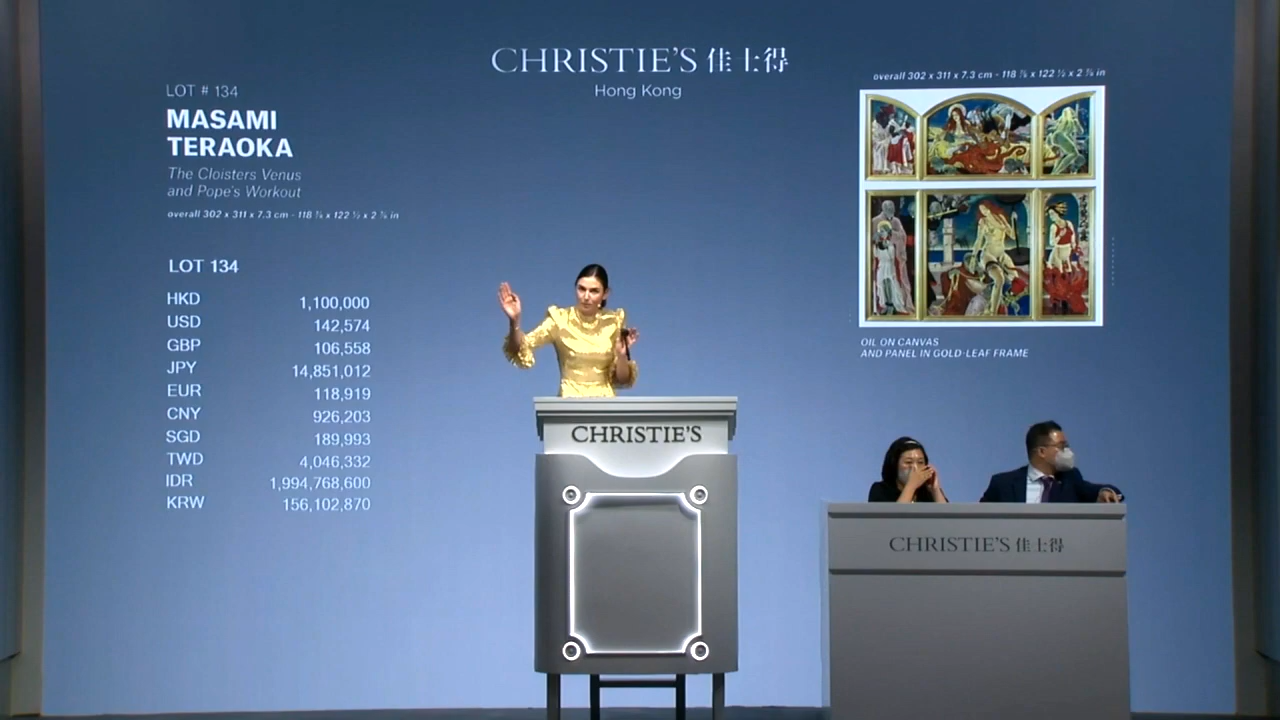 CHRISTIE'S 佳士得
Hong Kong
LOT # 134
MASAMI
TERAOKA
The Cloisters Venus
and Pope's Workout
overall 302 x 311 x 7.3 cm - 118 ⅞ x 122 ½ x 2 ⅞ in
LOT 134
HKD 1,100,000
USD 142,574
GBP 106,558
JPY 14,851,012
EUR 118,919
CNY 926,203
SGD 189,993
TWD 4,046,332
IDR 1,994,768,600
KRW 156,102,870
overall 302 x 311 x 7.3 cm - 118 ⅞ x 122 ½ x 2 ⅞ in
OIL ON CANVAS
AND PANEL IN GOLD-LEAF FRAME
CHRISTIE'S
CHRISTIE'S 佳士得